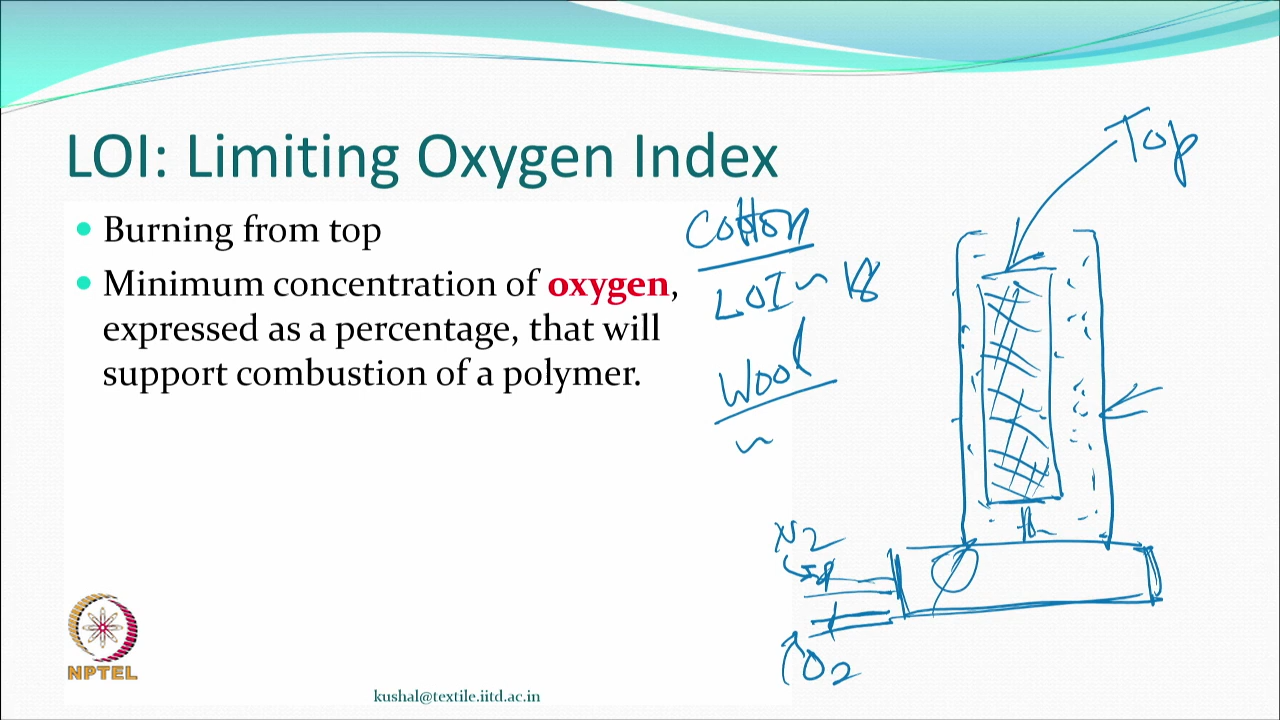 LOI: Limiting Oxygen Index
Burning from top
Minimum concentration of oxygen,
expressed as a percentage, that will
support combustion of a polymer.
Top
Cotton
LOI ~ 18
Wool
~
N2
O2
NPTEL
kushal@textile.iitd.ac.in